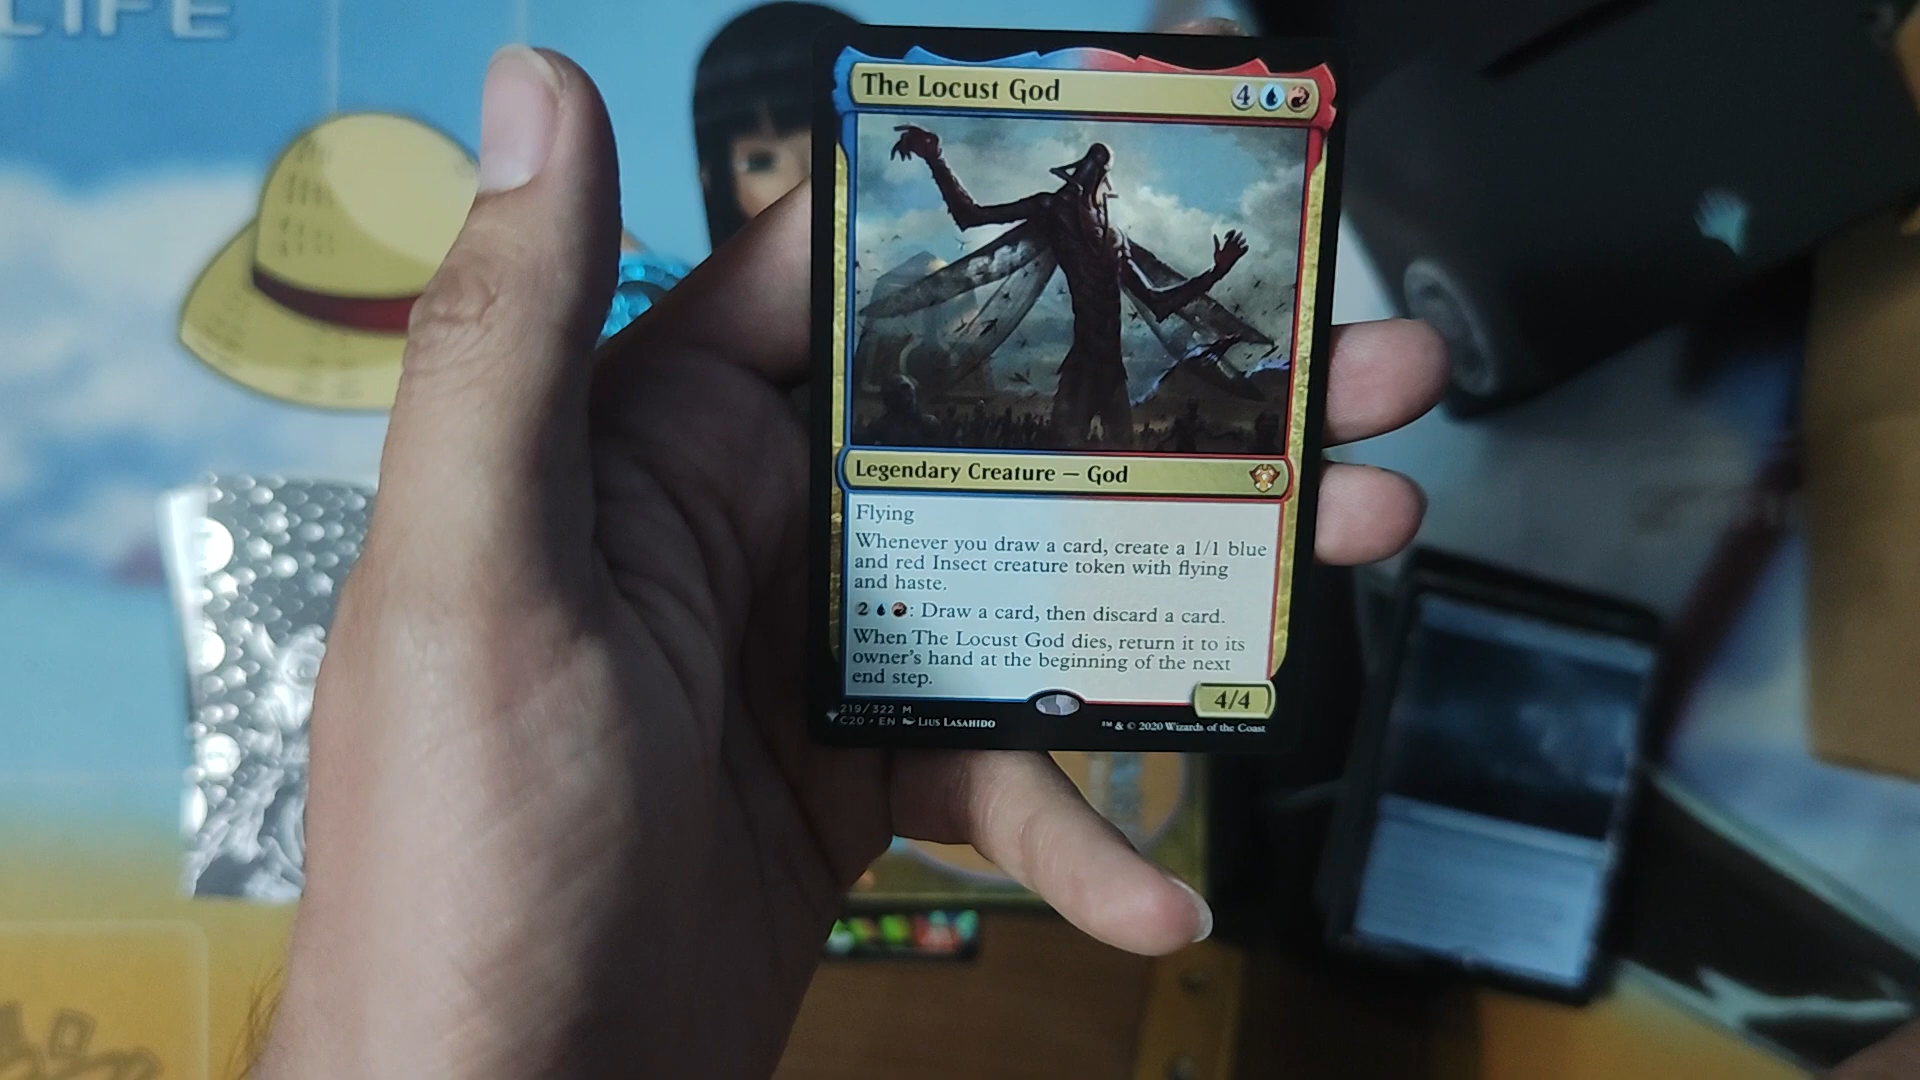 LIFE
The Locust God 4
Legendary Creature — God
Flying
Whenever you draw a card, create a 1/1 blue
and red Insect creature token with flying
and haste.
2 : Draw a card, then discard a card.
When The Locust God dies, return it to its
owner's hand at the beginning of the next
end step.
4/4
219/322 M
C20 • EN Lius Lasahido
™ & © 2020 Wizards of the Coast